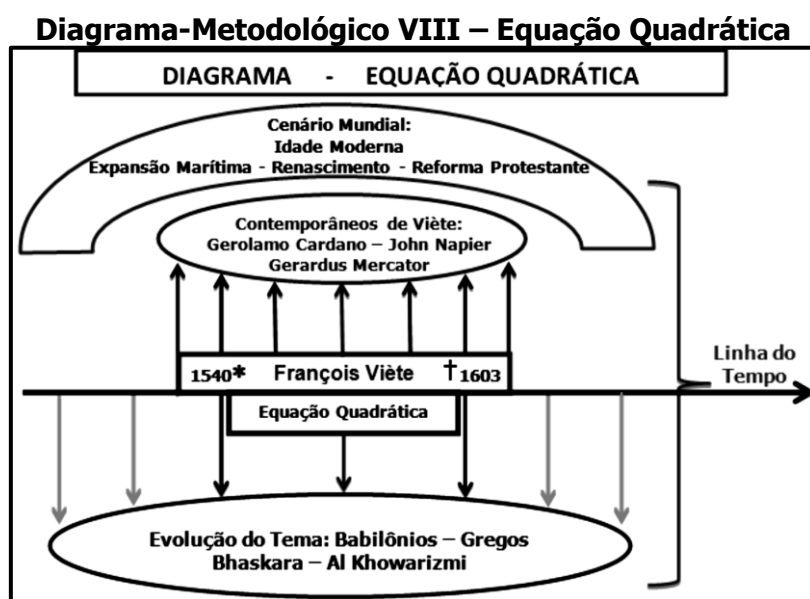 Diagrama-Metodológico VIII – Equação Quadrática
DIAGRAMA - EQUAÇÃO QUADRÁTICA
Cenário Mundial:
Idade Moderna
Expansão Marítima - Renascimento - Reforma Protestante
Contemporâneos de Viète:
Gerolamo Cardano – John Napier
Gerardus Mercator
1540* François Viète †1603
Equação Quadrática
Linha do
Tempo
Evolução do Tema: Babilônios – Gregos
Bhaskara – Al Khowarizmi